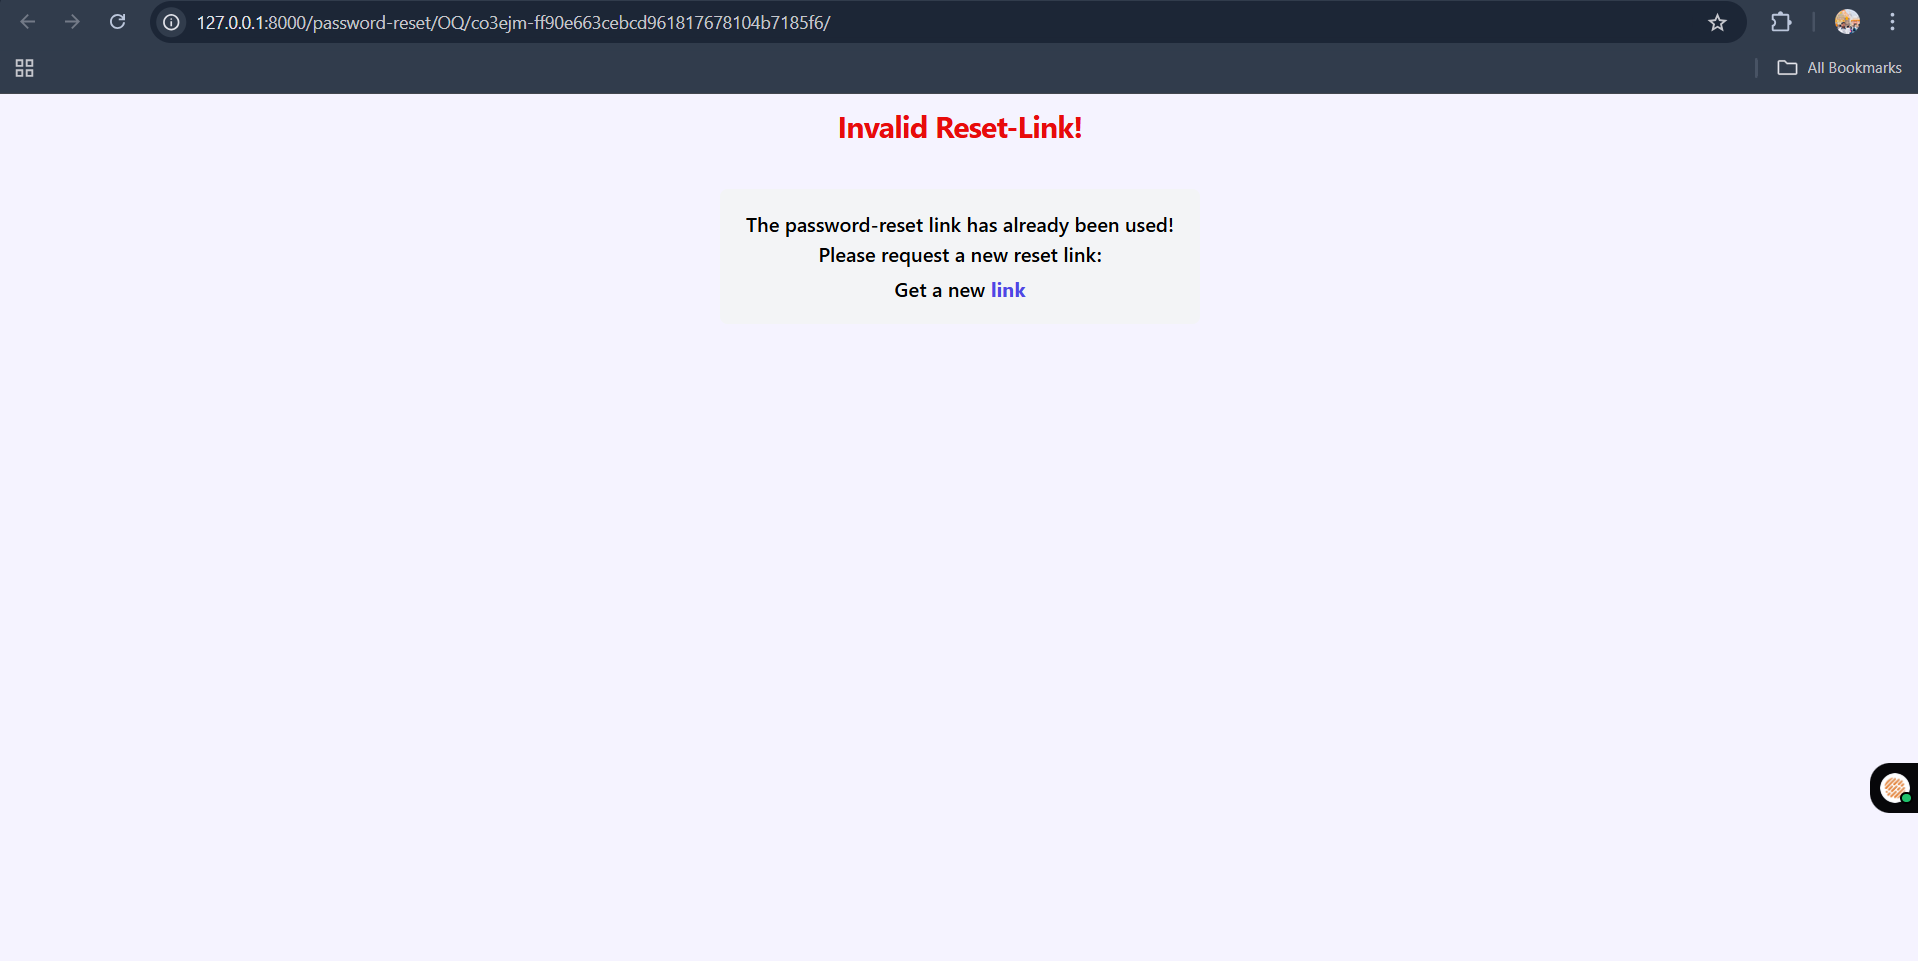 127.0.0.1:8000/password-reset/OQ/co3ejm-ff90e663cebcd961817678104b7185f6/
All Bookmarks
Invalid Reset-Link!
The password-reset link has already been used!
Please request a new reset link:
Get a new link